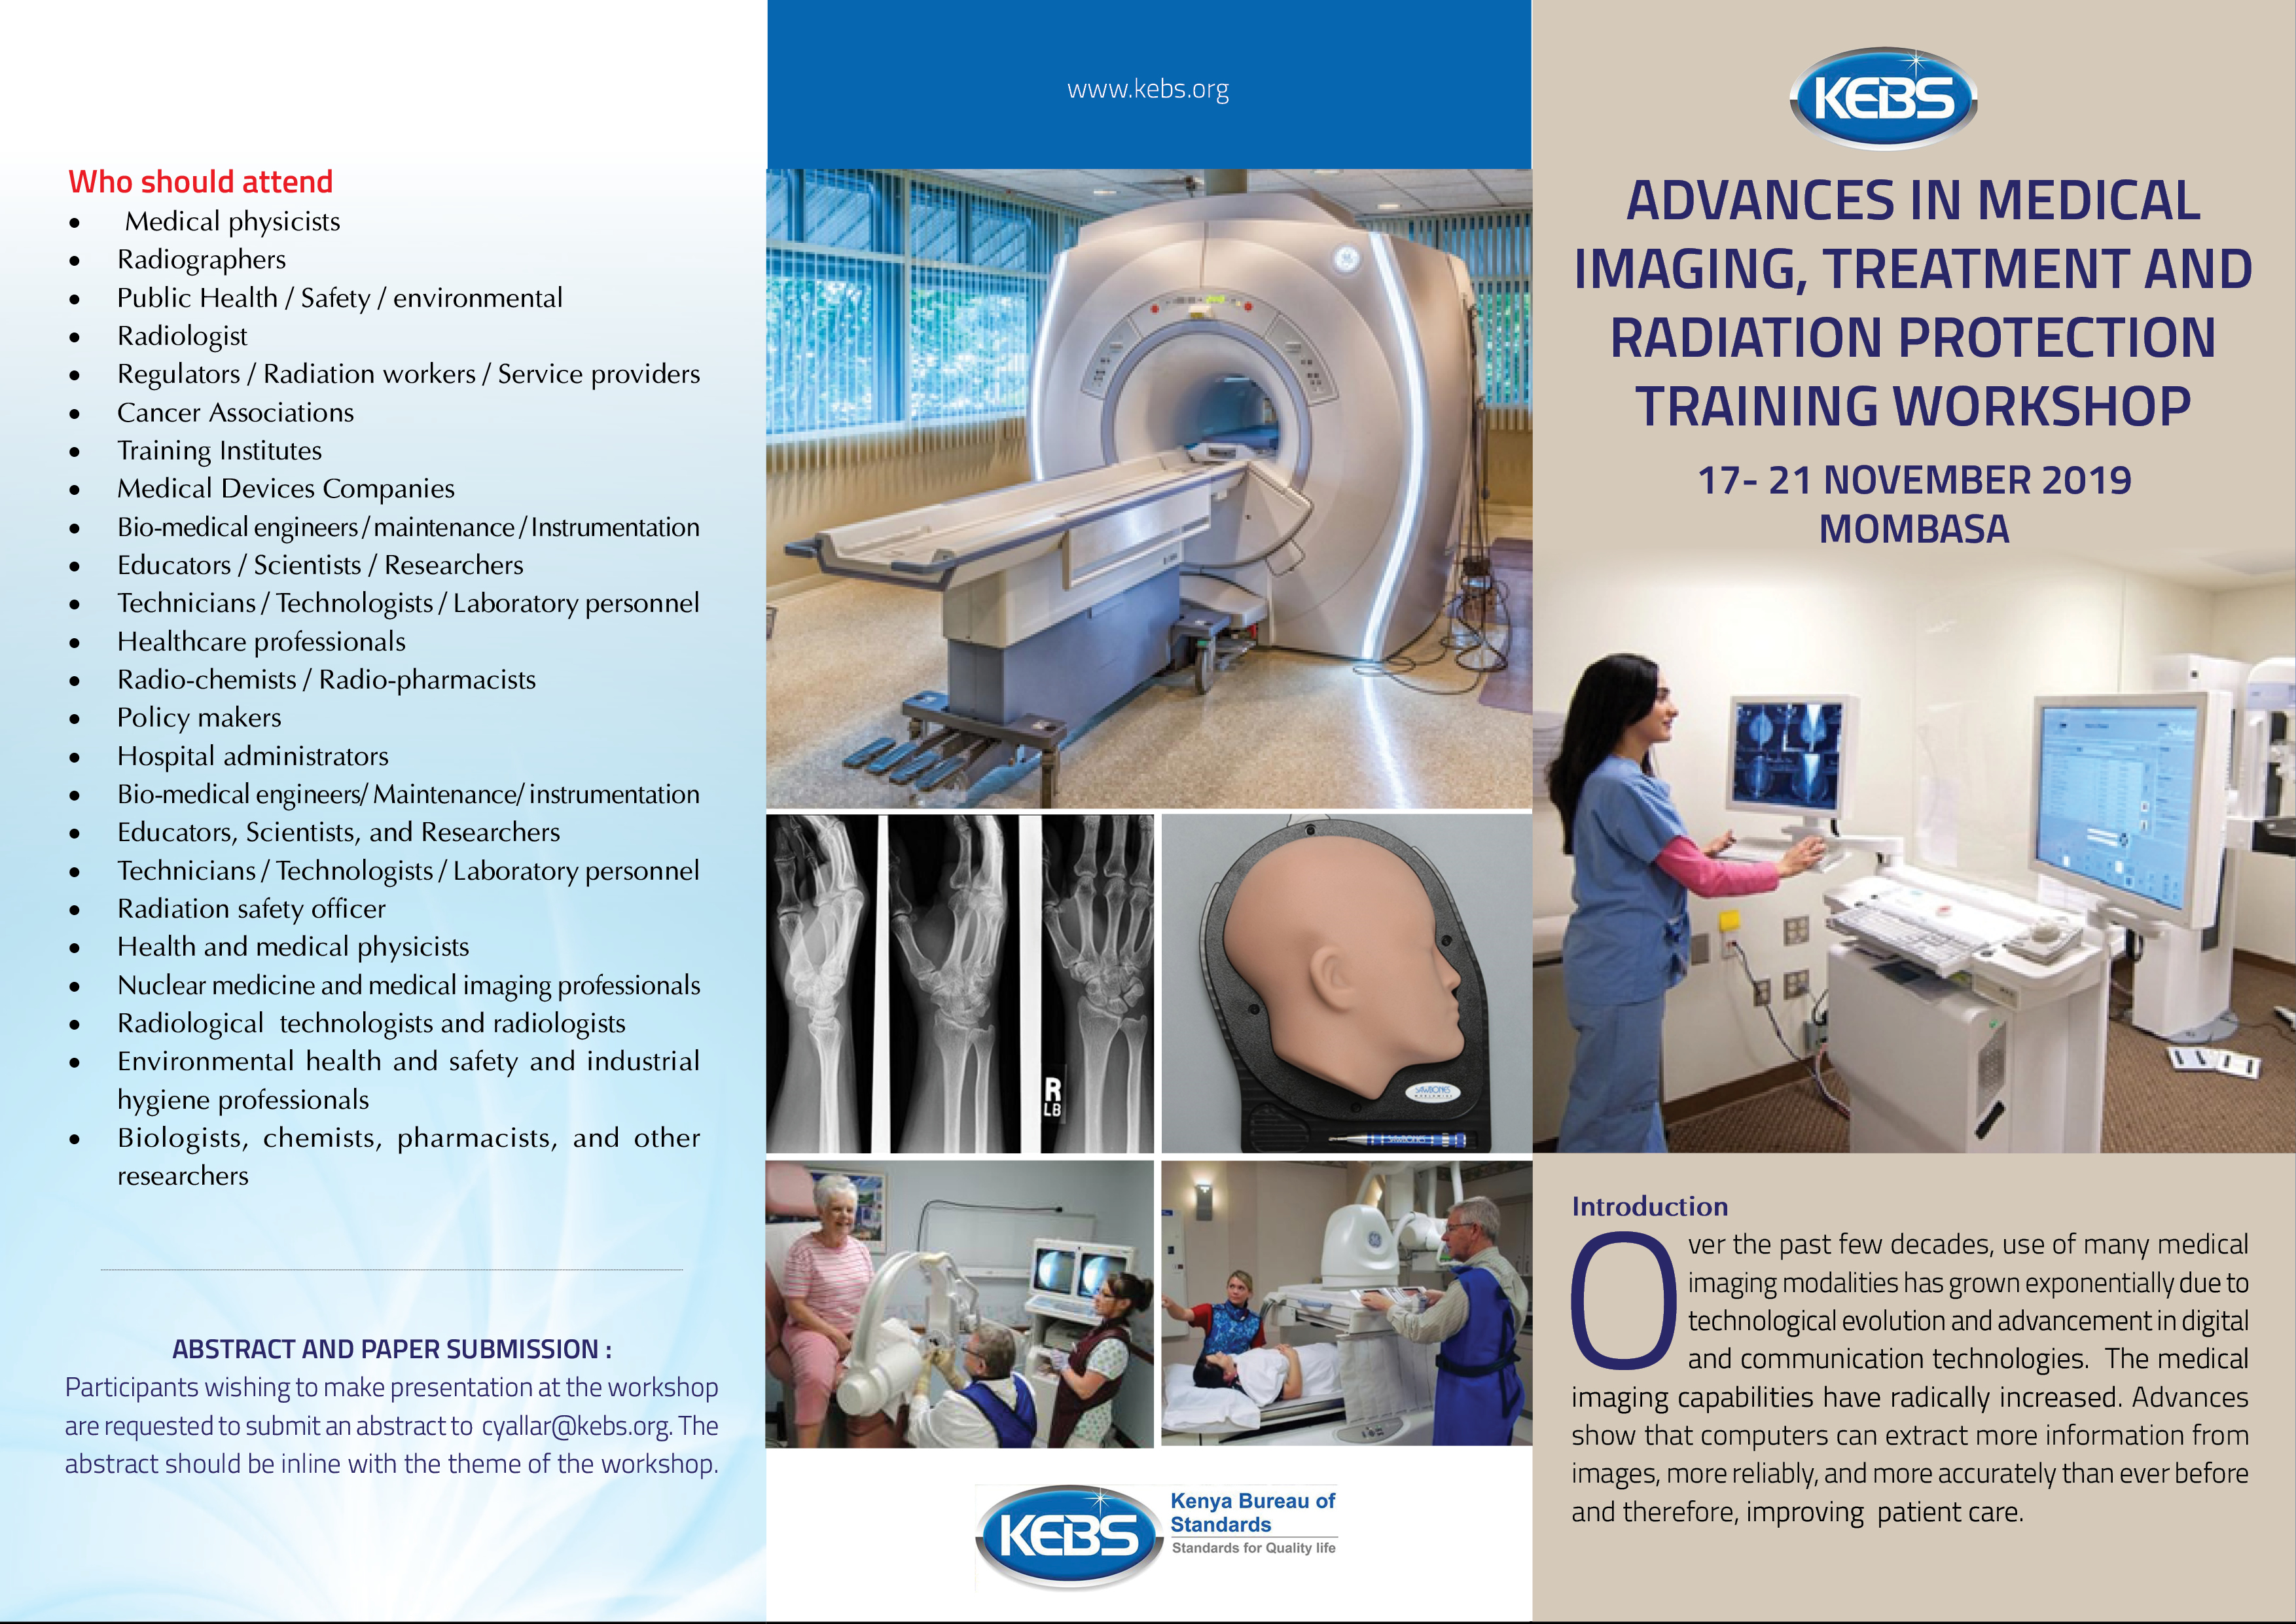 Who should attend
• Medical physicists
• Radiographers
• Public Health / Safety / environmental
• Radiologist
• Regulators / Radiation workers / Service providers
• Cancer Associations
• Training Institutes
• Medical Devices Companies
• Bio-medical engineers / maintenance / Instrumentation
• Educators / Scientists / Researchers
• Technicians / Technologists / Laboratory personnel
• Healthcare professionals
• Radio-chemists / Radio-pharmacists
• Policy makers
• Hospital administrators
• Bio-medical engineers/ Maintenance/ instrumentation
• Educators, Scientists, and Researchers
• Technicians / Technologists / Laboratory personnel
• Radiation safety officer
• Health and medical physicists
• Nuclear medicine and medical imaging professionals
• Radiological technologists and radiologists
• Environmental health and safety and industrial
hygiene professionals
• Biologists, chemists, pharmacists, and other
researchers
ABSTRACT AND PAPER SUBMISSION :
Participants wishing to make presentation at the workshop
are requested to submit an abstract to cyallar@kebs.org. The
abstract should be inline with the theme of the workshop.
www.kebs.org
R
LB
SAWBONES
WORLDWIDE
SAWBONES
KEBS
Kenya Bureau of
Standards
Standards for Quality life
KEBS
ADVANCES IN MEDICAL
IMAGING, TREATMENT AND
RADIATION PROTECTION
TRAINING WORKSHOP
17- 21 NOVEMBER 2019
MOMBASA
Introduction
Over the past few decades, use of many medical
imaging modalities has grown exponentially due to
technological evolution and advancement in digital
and communication technologies. The medical
imaging capabilities have radically increased. Advances
show that computers can extract more information from
images, more reliably, and more accurately than ever before
and therefore, improving patient care.